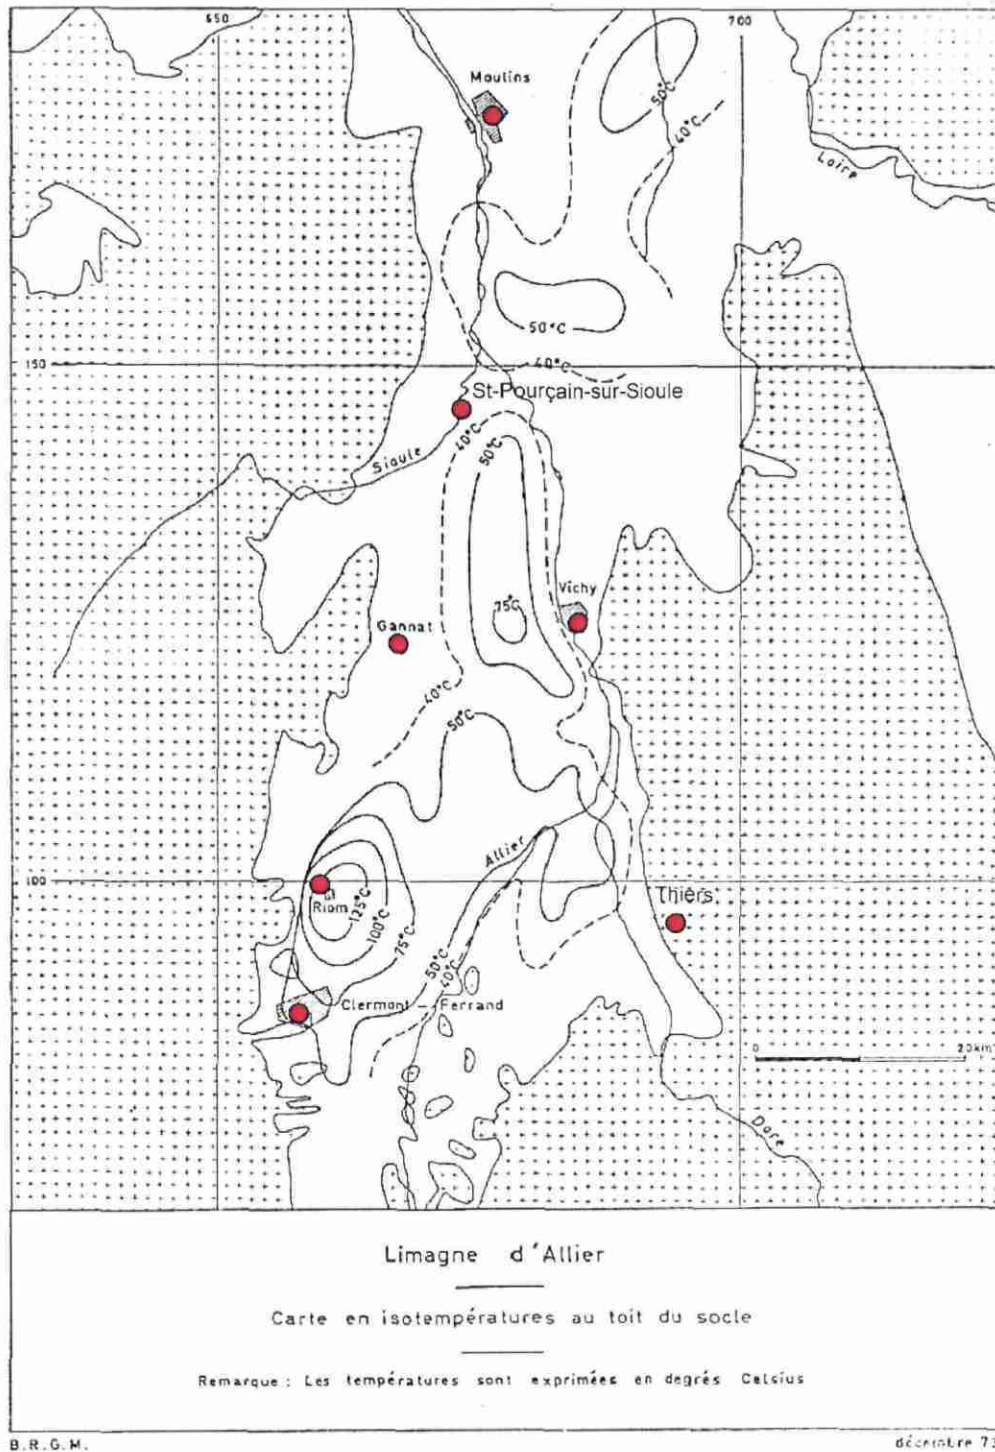 650
700
Moulins
50°C
40°C
Loire
50°C
150
40°C
St-Pourçain-sur-Sioule
40°C
50°C
Sioule
Vichy
75°C
Gannat
40°C
50°C
Allier
100
Riom
125°C
100°C
75°C
Thiers
50°C
40°C
Clermont - Ferrand
0
20km
Dore
Limagne d'Allier
Carte en isotempératures au toit du socle
Remarque : Les températures sont exprimées en degrés Celsius
B.R.G.M.
décembre 73